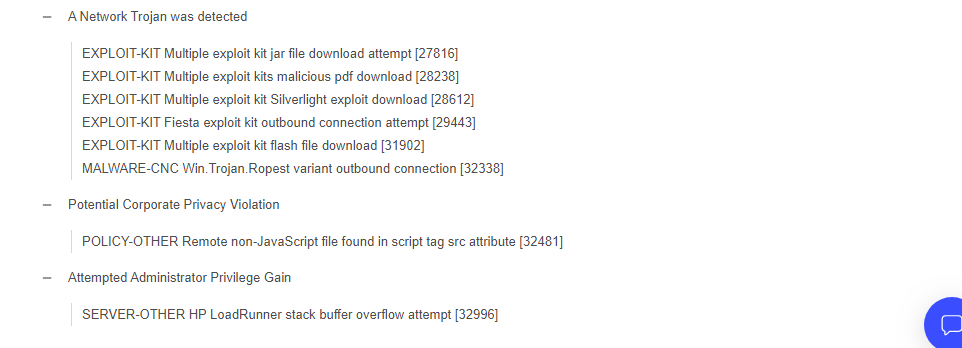 A Network Trojan was detected
EXPLOIT-KIT Multiple exploit kit jar file download attempt [27816]
EXPLOIT-KIT Multiple exploit kits malicious pdf download [28238]
EXPLOIT-KIT Multiple exploit kit Silverlight exploit download [28612]
EXPLOIT-KIT Fiesta exploit kit outbound connection attempt [29443]
EXPLOIT-KIT Multiple exploit kit flash file download [31902]
MALWARE-CNC Win.Trojan.Ropest variant outbound connection [32338]
Potential Corporate Privacy Violation
POLICY-OTHER Remote non-JavaScript file found in script tag src attribute [32481]
Attempted Administrator Privilege Gain
SERVER-OTHER HP LoadRunner stack buffer overflow attempt [32996]